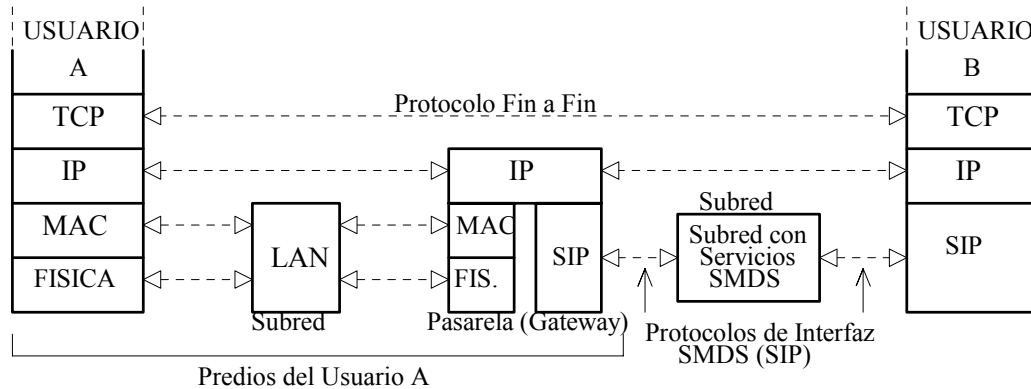 USUARIO
A
TCP
IP
MAC
FISICA
Protocolo Fin a Fin
LAN
Subred
IP
MAC
FIS.
SIP
Pasarela (Gateway)
Subred
Subred con
Servicios
SMDS
Protocolos de Interfaz
SMDS (SIP)
USUARIO
B
TCP
IP
SIP
Predios del Usuario A